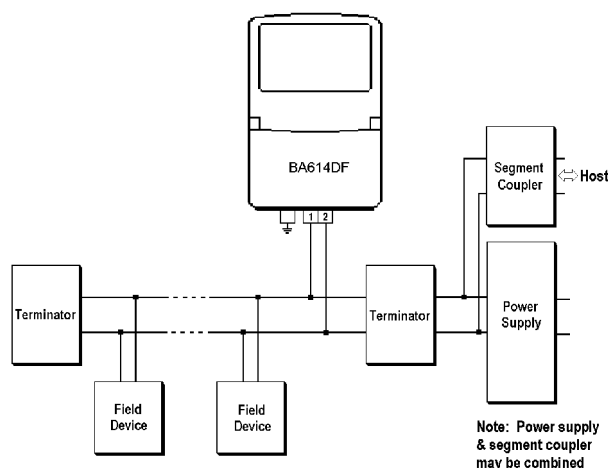 BA614DF
1 2
Segment
Coupler
Host
Terminator
Terminator
Power
Supply
Field
Device
Field
Device
Note: Power supply
& segment coupler
may be combined